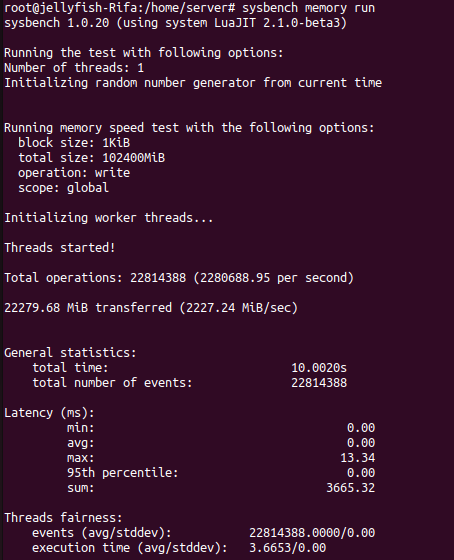 root@jellyfish-Rifa:/home/server# sysbench memory run
sysbench 1.0.20 (using system LuaJIT 2.1.0-beta3)
Running the test with following options:
Number of threads: 1
Initializing random number generator from current time
Running memory speed test with the following options:
block size: 1KiB
total size: 102400MiB
operation: write
scope: global
Initializing worker threads...
Threads started!
Total operations: 22814388 (2280688.95 per second)
22279.68 MiB transferred (2227.24 MiB/sec)
General statistics:
total time: 10.0020s
total number of events: 22814388
Latency (ms):
min: 0.00
avg: 0.00
max: 13.34
95th percentile: 0.00
sum: 3665.32
Threads fairness:
events (avg/stddev): 22814388.0000/0.00
execution time (avg/stddev): 3.6653/0.00